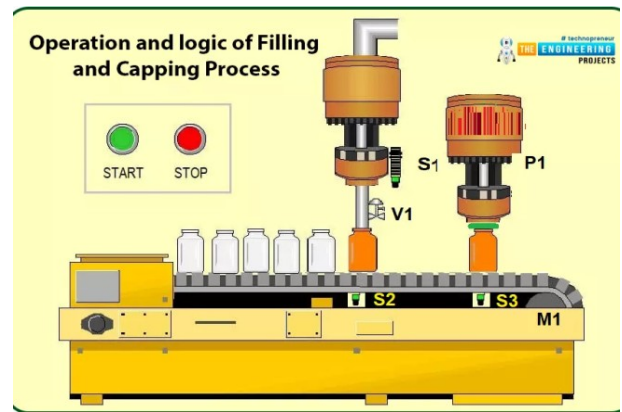 Operation and logic of Filling
and Capping Process
# technopreneur
THE ENGINEERING
PROJECTS
START STOP
S1
P1
V1
S2
S3
M1